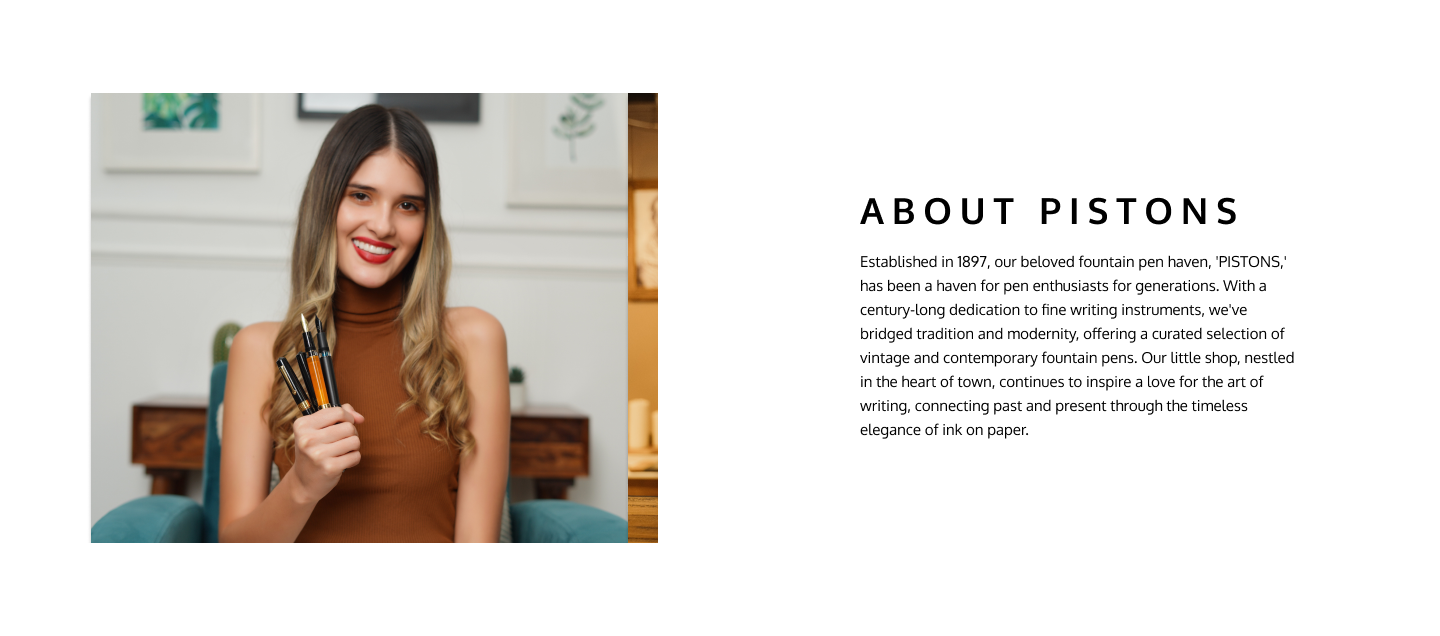 ABOUT PISTONS
Established in 1897, our beloved fountain pen haven, 'PISTONS,'
has been a haven for pen enthusiasts for generations. With a
century-long dedication to fine writing instruments, we've
bridged tradition and modernity, offering a curated selection of
vintage and contemporary fountain pens. Our little shop, nestled
in the heart of town, continues to inspire a love for the art of
writing, connecting past and present through the timeless
elegance of ink on paper.